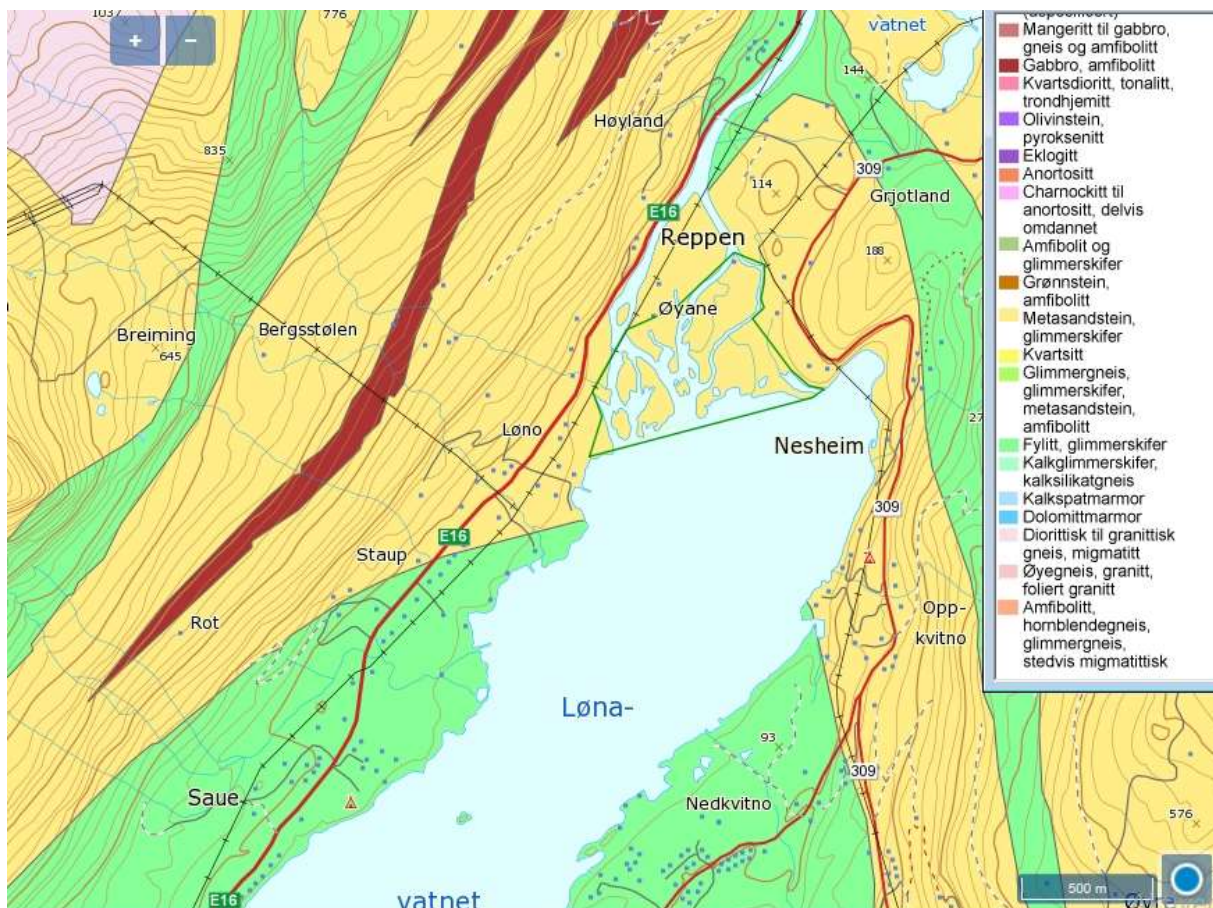 1037
776
+
−
835
Høyland
vatnet
144
309
Grjotland
114
E16
Reppen
188
Øyane
Breiming
645
Bergsstølen
Løno
Nesheim
27
309
E16
Staup
Opp-
kvitno
Rot
Løna-
93
309
Saue
Nedkvitno
576
500 m
E16
vatnet
Øvre
(uspesifisert)
Mangeritt til gabbro,
gneis og amfibolitt
Gabbro, amfibolitt
Kvartsdioritt, tonalitt,
trondhjemitt
Olivinstein,
pyroksenitt
Eklogitt
Anortositt
Charnockitt til
anortositt, delvis
omdannet
Amfibolit og
glimmerskifer
Grønnstein,
amfibolitt
Metasandstein,
glimmerskifer
Kvartsitt
Glimmergneis,
glimmerskifer,
metasandstein,
amfibolitt
Fylitt, glimmerskifer
Kalkglimmerskifer,
kalksilikatgneis
Kalkspatmarmor
Dolomittmarmor
Diorittisk til granittisk
gneis, migmatitt
Øyegneis, granitt,
foliert granitt
Amfibolitt,
hornblendegneis,
glimmergneis,
stedvis migmatittisk